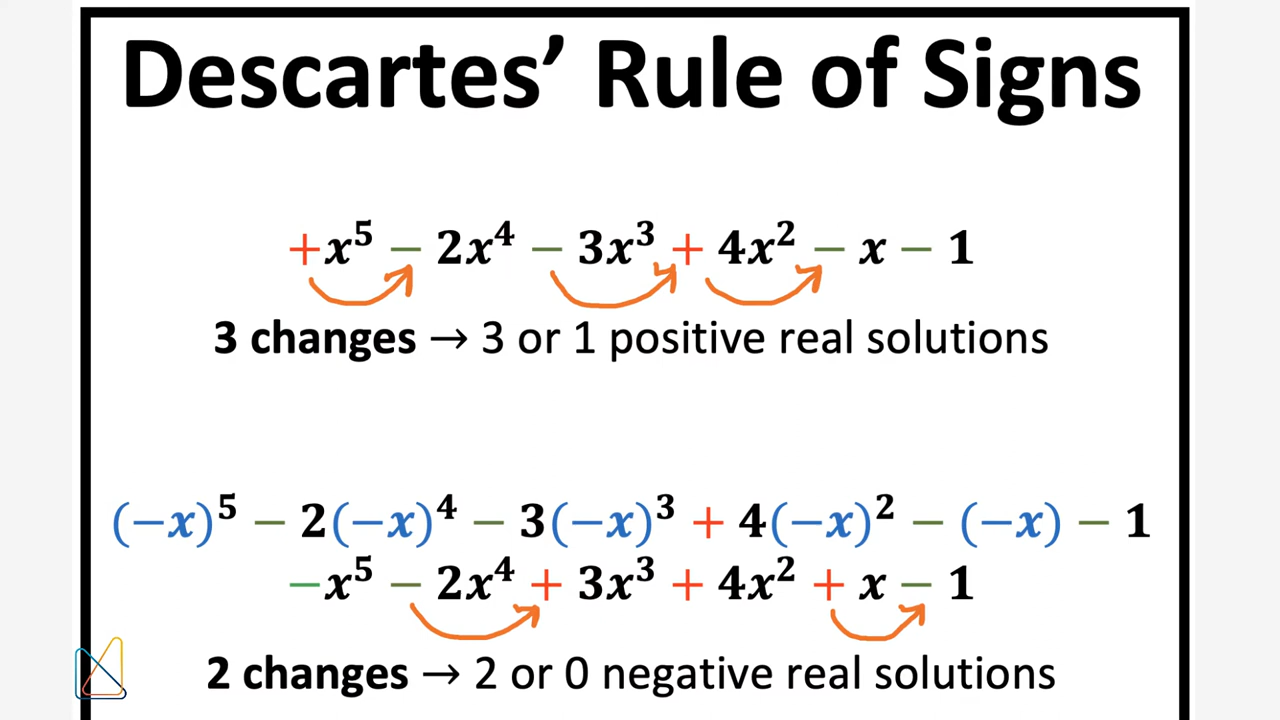 Descartes’ Rule of Signs
+x⁵ − 2x⁴ − 3x³ + 4x² − x − 1
3 changes → 3 or 1 positive real solutions
(−x)⁵ − 2(−x)⁴ − 3(−x)³ + 4(−x)² − (−x) − 1
−x⁵ − 2x⁴ + 3x³ + 4x² + x − 1
2 changes → 2 or 0 negative real solutions